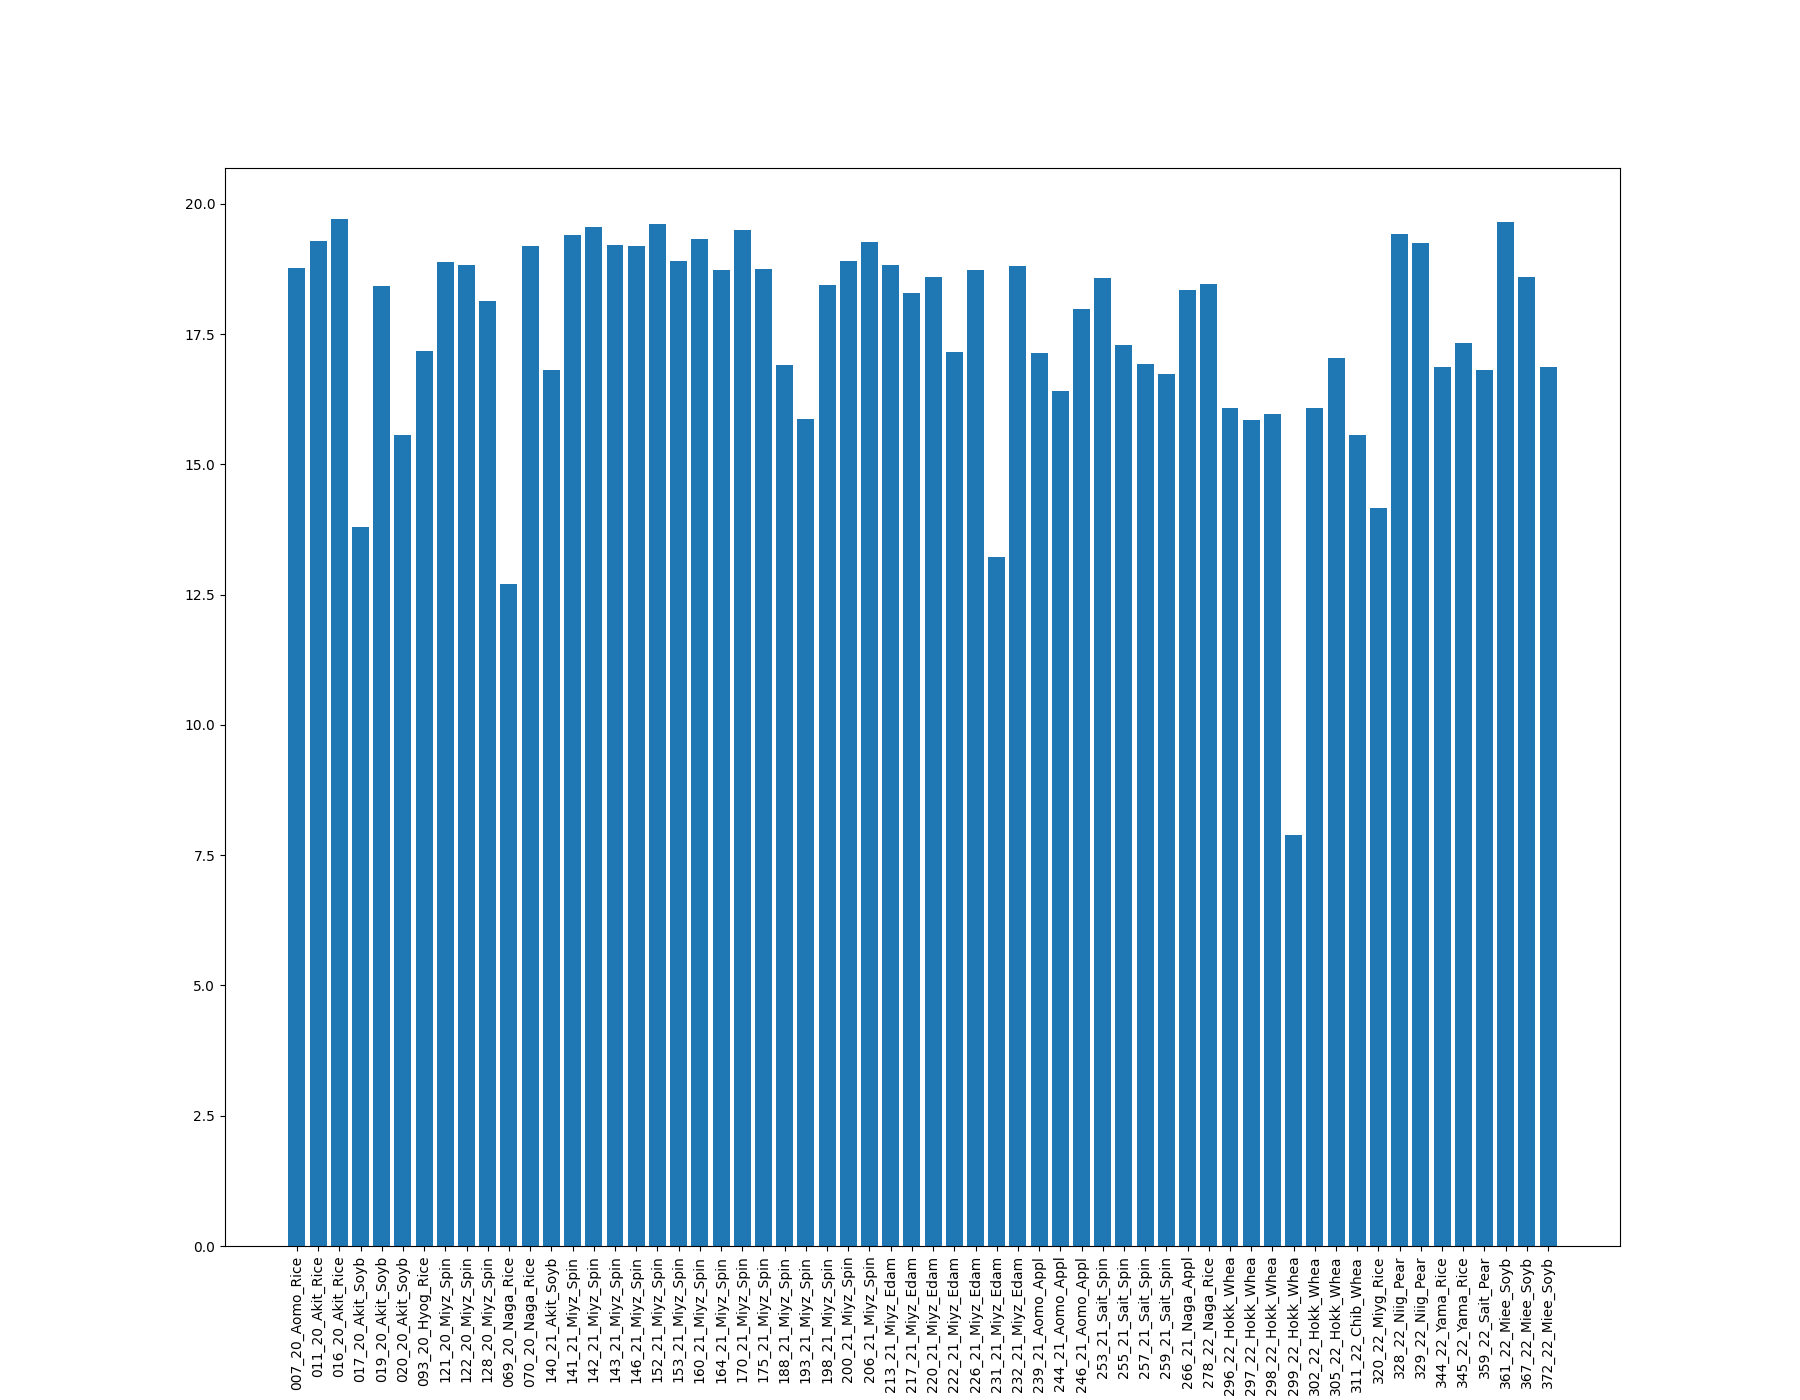 20.0
17.5
15.0
12.5
10.0
7.5
5.0
2.5
0.0
007_20_Aomo_Rice
011_20_Akit_Rice
016_20_Akit_Rice
017_20_Akit_Soyb
019_20_Akit_Soyb
020_20_Akit_Soyb
093_20_Hyog_Rice
121_20_Miyz_Spin
122_20_Miyz_Spin
128_20_Miyz_Spin
069_20_Naga_Rice
070_20_Naga_Rice
140_21_Akit_Soyb
141_21_Miyz_Spin
142_21_Miyz_Spin
143_21_Miyz_Spin
146_21_Miyz_Spin
152_21_Miyz_Spin
153_21_Miyz_Spin
160_21_Miyz_Spin
164_21_Miyz_Spin
170_21_Miyz_Spin
175_21_Miyz_Spin
188_21_Miyz_Spin
193_21_Miyz_Spin
198_21_Miyz_Spin
200_21_Miyz_Spin
206_21_Miyz_Spin
213_21_Miyz_Edam
217_21_Miyz_Edam
220_21_Miyz_Edam
222_21_Miyz_Edam
226_21_Miyz_Edam
231_21_Miyz_Edam
232_21_Miyz_Edam
239_21_Aomo_Appl
244_21_Aomo_Appl
246_21_Aomo_Appl
253_21_Sait_Spin
255_21_Sait_Spin
257_21_Sait_Spin
259_21_Sait_Spin
266_21_Naga_Appl
278_22_Naga_Rice
296_22_Hokk_Whea
297_22_Hokk_Whea
298_22_Hokk_Whea
299_22_Hokk_Whea
302_22_Hokk_Whea
305_22_Hokk_Whea
311_22_Chib_Whea
320_22_Miyg_Rice
328_22_Niig_Pear
329_22_Niig_Pear
344_22_Yama_Rice
345_22_Yama_Rice
359_22_Sait_Pear
361_22_Miee_Soyb
367_22_Miee_Soyb
372_22_Miee_Soyb